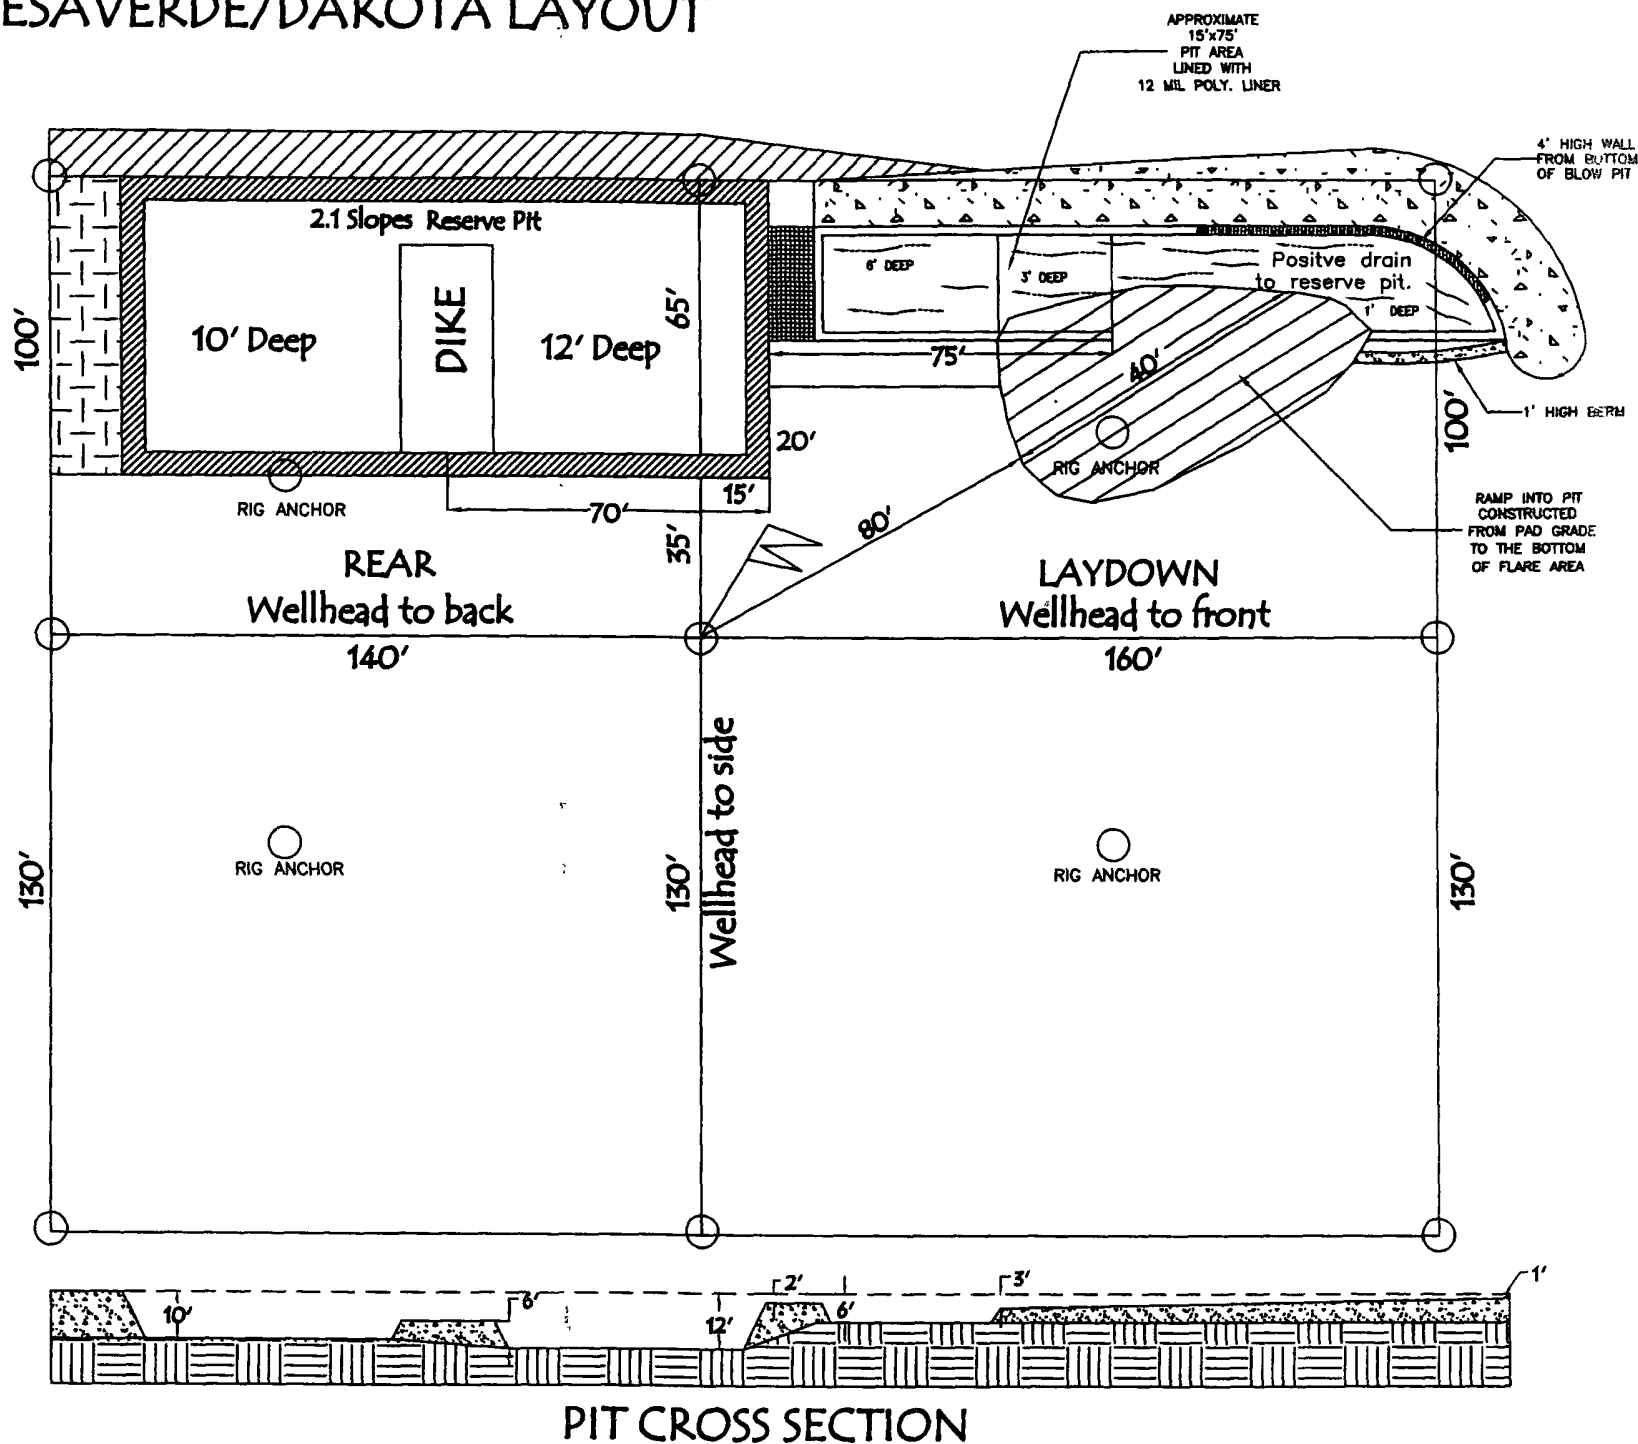 ESAVERDE/DAKOTA LAYOUT
APPROXIMATE
15'x75'
PIT AREA
LINED WITH
12 MIL POLY. LINER
4' HIGH WALL
FROM BOTTOM
OF BLOW PIT
2.1 Slopes Reserve Pit
6' DEEP
3' DEEP
Positve drain
to reserve pit.
1' DEEP
100'
10' Deep
DIKE
12' Deep
65'
75'
40'
100'
1' HIGH BERM
20'
RIG ANCHOR
15'
70'
RIG ANCHOR
35'
80'
RAMP INTO PIT
CONSTRUCTED
FROM PAD GRADE
TO THE BOTTOM
OF FLARE AREA
REAR
Wellhead to back
LAYDOWN
Wellhead to front
140'
160'
Wellhead to side
130'
130'
130'
RIG ANCHOR
RIG ANCHOR
10'
6'
12'
2'
6'
3'
1'
PIT CROSS SECTION